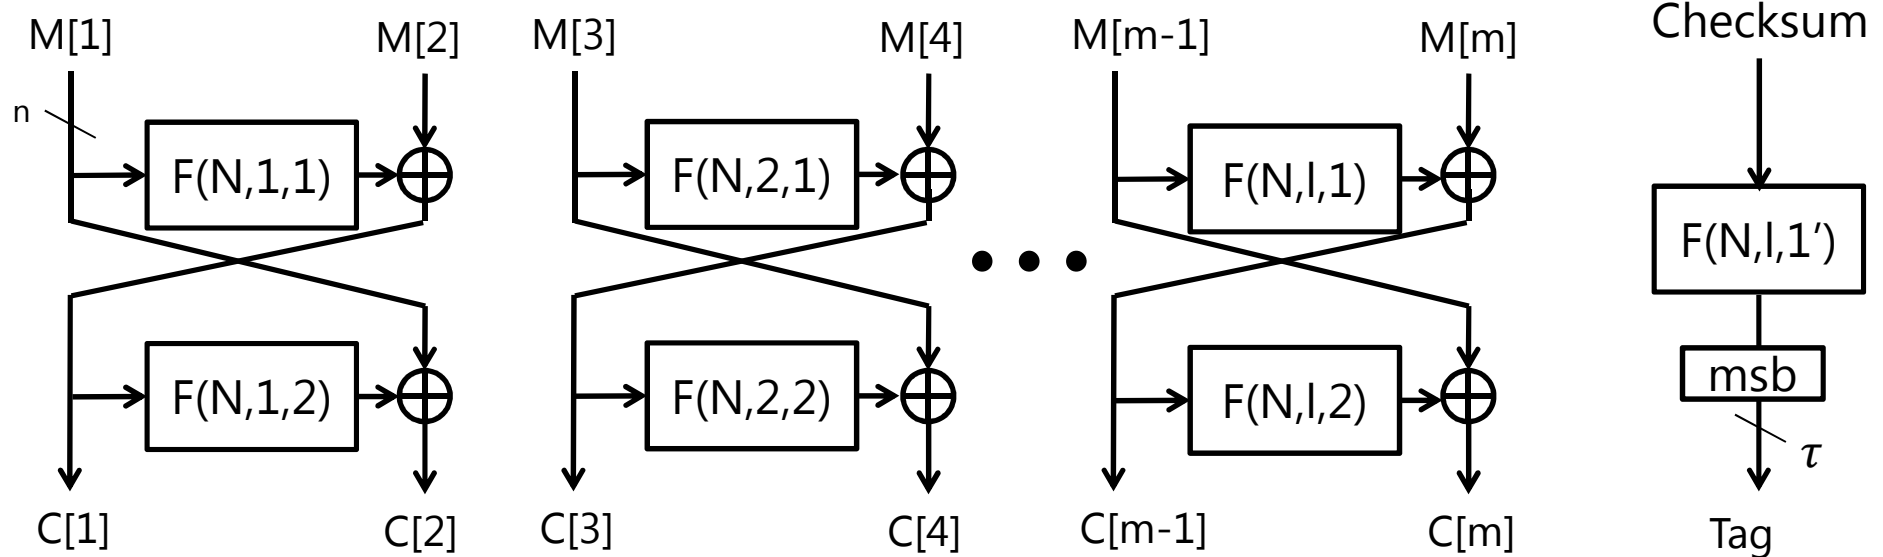 M[1] M[2] M[3] M[4] M[m-1] M[m] Checksum
n
F(N,1,1) F(N,2,1) F(N,l,1)
F(N,l,1′)
F(N,1,2) F(N,2,2) F(N,l,2)
msb
τ
C[1] C[2] C[3] C[4] C[m-1] C[m] Tag